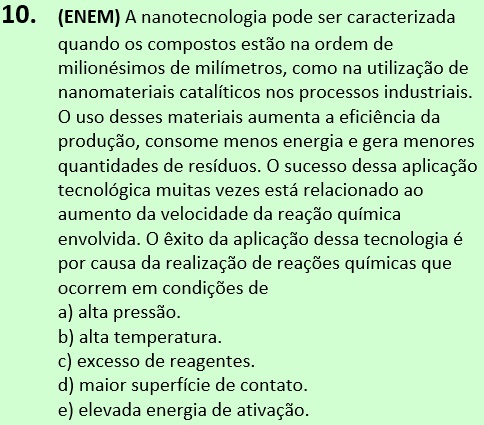 10. (ENEM) A nanotecnologia pode ser caracterizada
quando os compostos estão na ordem de
milionésimos de milímetros, como na utilização de
nanomateriais catalíticos nos processos industriais.
O uso desses materiais aumenta a eficiência da
produção, consome menos energia e gera menores
quantidades de resíduos. O sucesso dessa aplicação
tecnológica muitas vezes está relacionado ao
aumento da velocidade da reação química
envolvida. O êxito da aplicação dessa tecnologia é
por causa da realização de reações químicas que
ocorrem em condições de
a) alta pressão.
b) alta temperatura.
c) excesso de reagentes.
d) maior superfície de contato.
e) elevada energia de ativação.